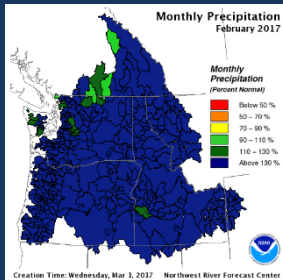 Monthly Precipitation
February 2017
Monthly
Precipitation
(Percent Normal)
Below 50 %
50 - 70 %
70 - 90 %
90 - 110 %
110 - 130 %
Above 130 %
noaa
Creation Time: Wednesday, Mar 1, 2017 Northwest River Forecast Center